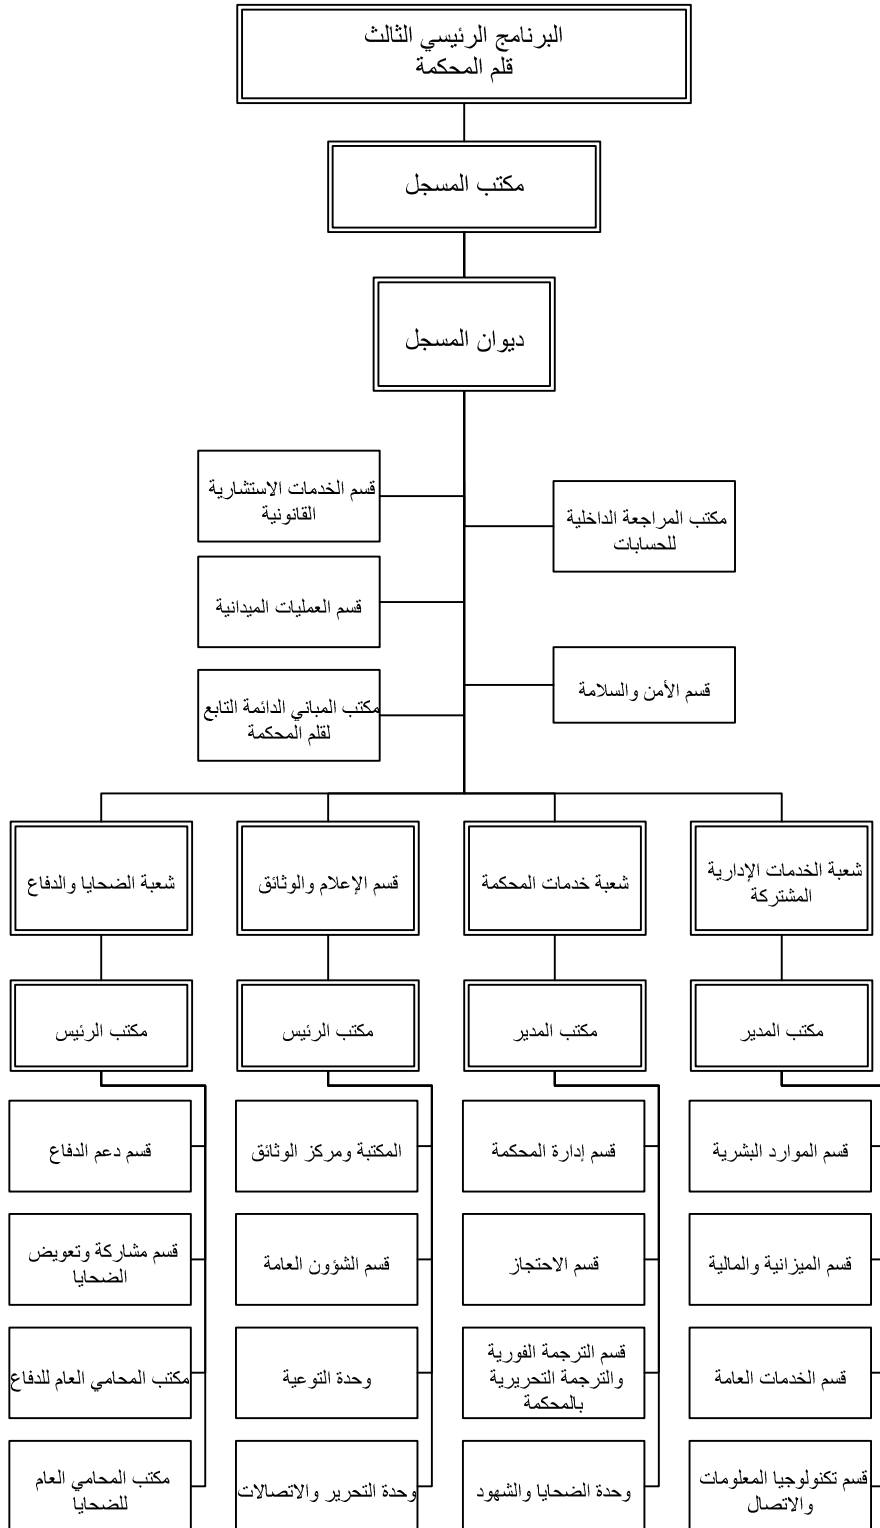 البرنامج الرئيسي الثالث
قلم المحكمة
مكتب المسجل
ديوان المسجل
مكتب المراجعة الداخلية
للحسابات
قسم الخدمات الاستشارية
القانونية
قسم العمليات الميدانية
قسم الأمن والسلامة
مكتب المباني الدائمة التابع
لقلم المحكمة
شعبة الخدمات الإدارية
المشتركة
شعبة خدمات المحكمة
قسم الإعلام والوثائق
شعبة الضحايا والدفاع
مكتب المدير
مكتب المدير
مكتب الرئيس
مكتب الرئيس
قسم الموارد البشرية
قسم إدارة المحكمة
المكتبة ومركز الوثائق
قسم دعم الدفاع
قسم الميزانية والمالية
قسم الاحتجاز
قسم الشؤون العامة
قسم مشاركة وتعويض
الضحايا
قسم الخدمات العامة
قسم الترجمة الفورية
والترجمة التحريرية
بالمحكمة
وحدة التوعية
مكتب المحامي العام للدفاع
قسم تكنولوجيا المعلومات
والاتصال
وحدة الضحايا والشهود
وحدة التحرير والاتصالات
مكتب المحامي العام
للضحايا